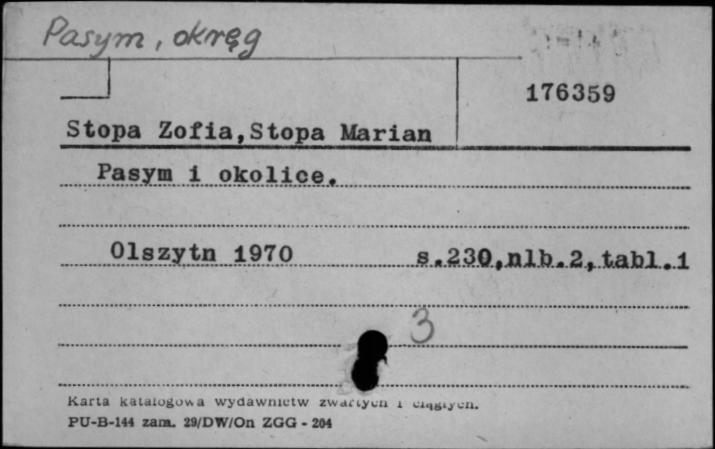 Pasym, okręg
176359
Stopa Zofia,Stopa Marian
Pasym i okolice.
Olszytn 1970 s.230,nlb.2,tabl.1
3
Karta katalogowa wydawnictw zwartych i ciągłych.
PU-B-144 zam. 29/DW/On ZGG - 204